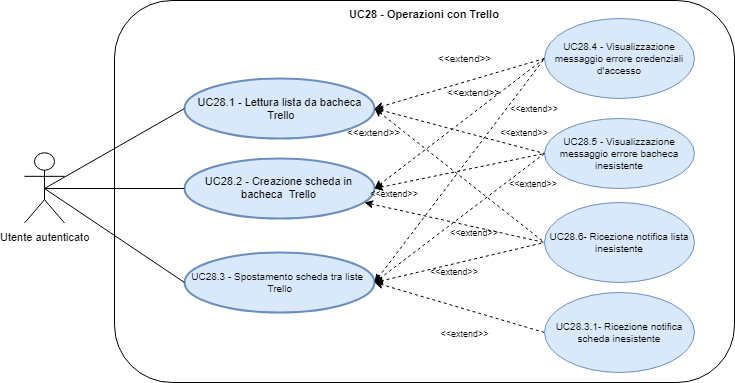 UC28 - Operazioni con Trello
UC28.4 - Visualizzazione
messaggio errore credenziali
d'accesso
<<extend>>
<<extend>>
UC28.1 - Lettura lista da bacheca
Trello
<<extend>>
<<extend>>
<<extend>>
UC28.5 - Visualizzazione
messaggio errore bacheca
inesistente
UC28.2 - Creazione scheda in
bacheca Trello
<<extend>>
<<extend>>
Utente autenticato
<<extend>>
UC28.6- Ricezione notifica lista
inesistente
UC28.3 - Spostamento scheda tra liste
Trello
<<extend>>
<<extend>>
UC28.3.1- Ricezione notifica
scheda inesistente